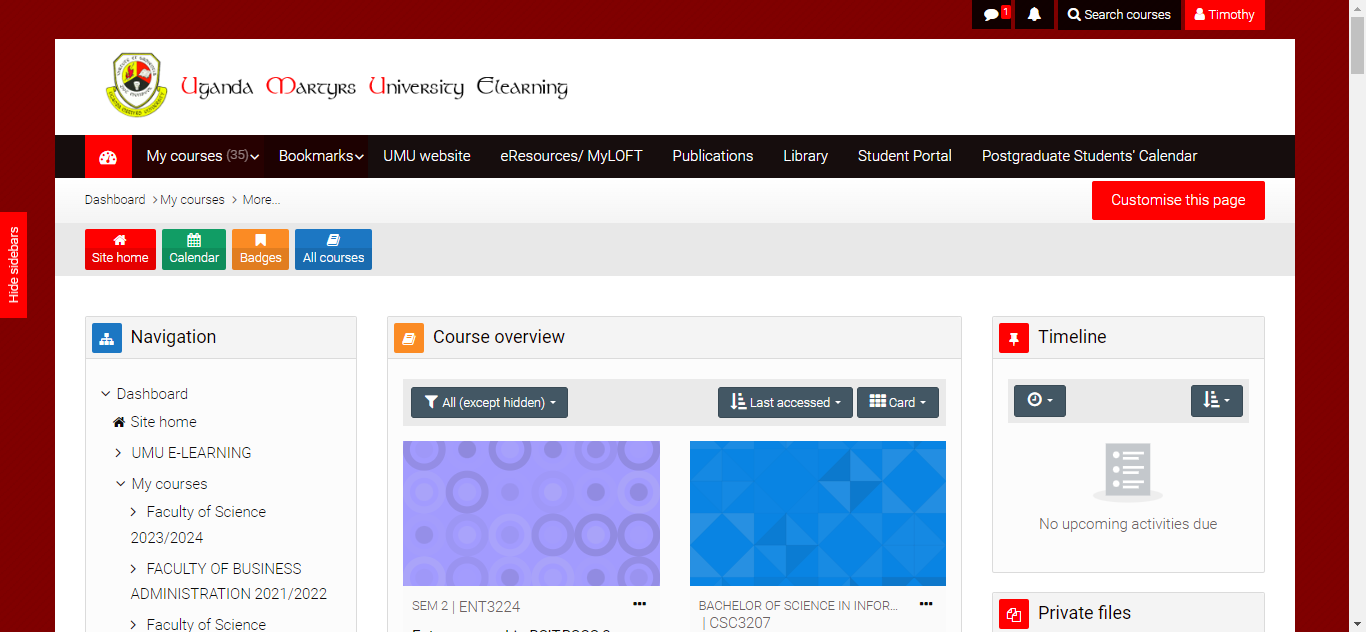 1
Search courses
Timothy
Uganda Martyrs University Elearning
My courses (35)
Bookmarks
UMU website
eResources/ MyLOFT
Publications
Library
Student Portal
Postgraduate Students' Calendar
Dashboard
My courses
More...
Customise this page
Hide sidebars
Site home
Calendar
Badges
All courses
Navigation
Dashboard
Site home
UMU E-LEARNING
My courses
Faculty of Science
2023/2024
FACULTY OF BUSINESS
ADMINISTRATION 2021/2022
Faculty of Science
Course overview
All (except hidden)
Last accessed
Card
SEM 2 | ENT3224
BACHELOR OF SCIENCE IN INFOR...
| CSC3207
Timeline
No upcoming activities due
Private files